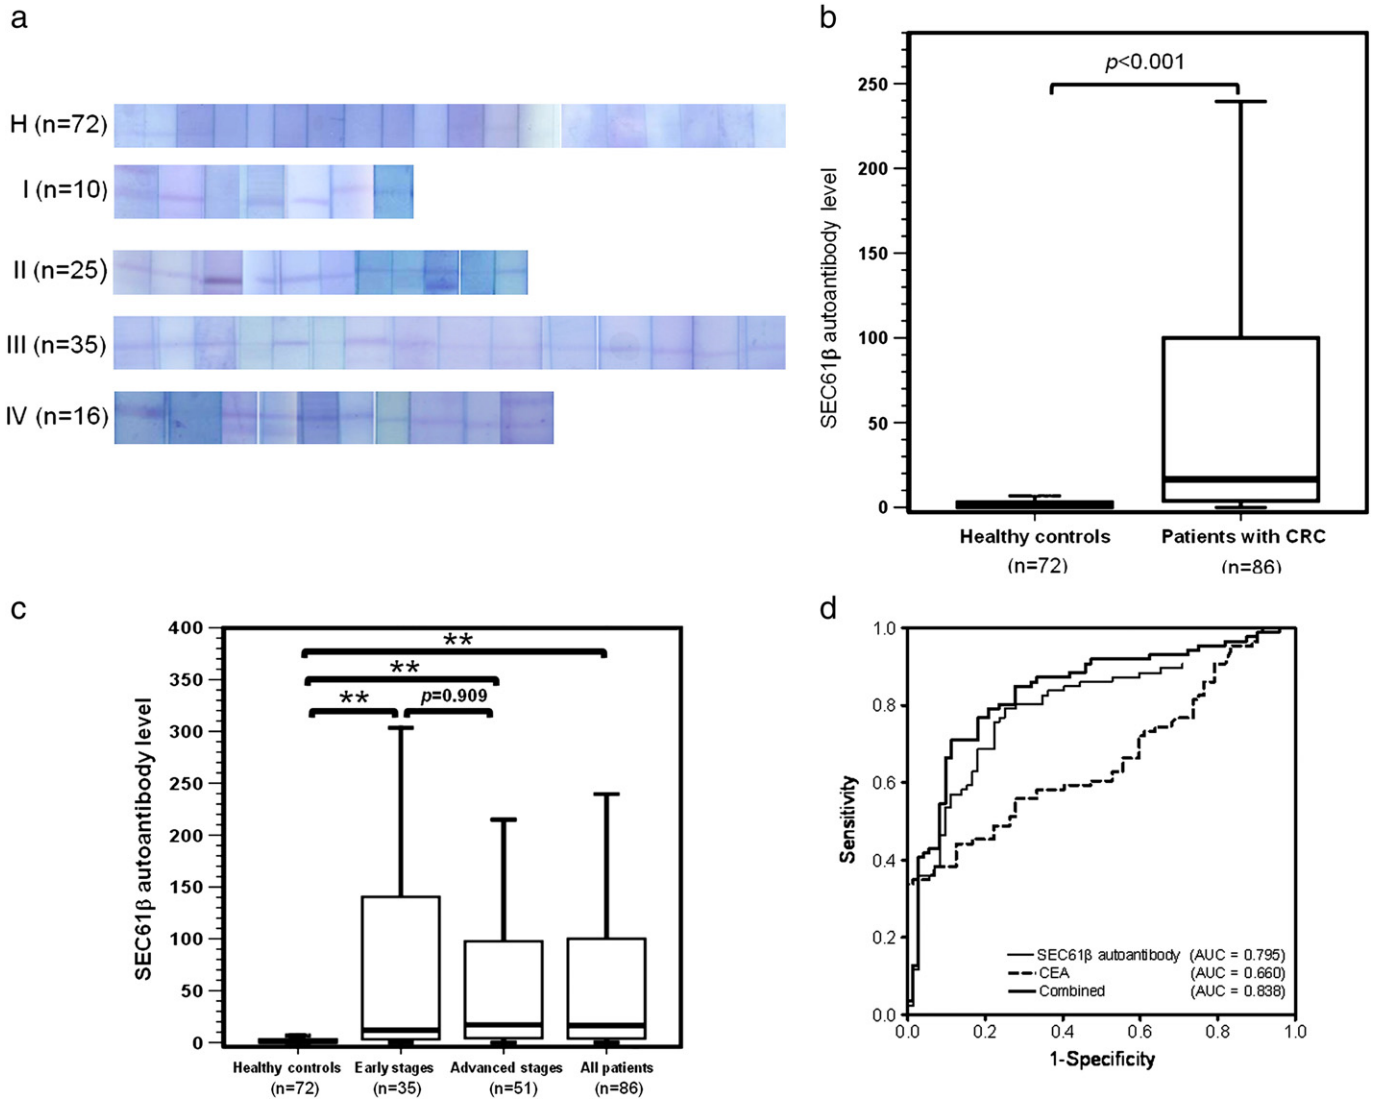 a
H (n=72)
I (n=10)
II (n=25)
III (n=35)
IV (n=16)
b
p<0.001
SEC61β autoantibody level
250
200
150
100
50
0
Healthy controls
(n=72)
Patients with CRC
(n=86)
c
SEC61β autoantibody level
400
350
300
250
200
150
100
50
0
**
**
**
p=0.909
Healthy controls
(n=72)
Early stages
(n=35)
Advanced stages
(n=51)
All patients
(n=86)
d
Sensitivity
1.0
0.8
0.6
0.4
0.2
0.0
SEC61β autoantibody (AUC = 0.795)
CEA (AUC = 0.660)
Combined (AUC = 0.838)
0.0 0.2 0.4 0.6 0.8 1.0
1-Specificity